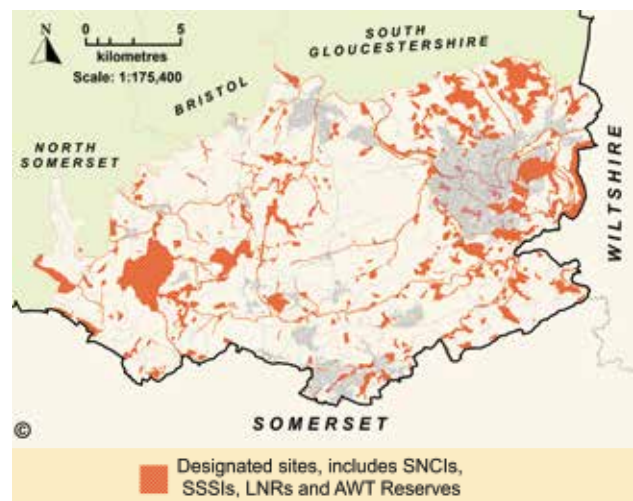 N
0 5
kilometres
Scale: 1:175,400
SOUTH
GLOUCESTERSHIRE
BRISTOL
NORTH
SOMERSET
WILTSHIRE
SOMERSET
©
Designated sites, includes SNCIs,
SSSIs, LNRs and AWT Reserves